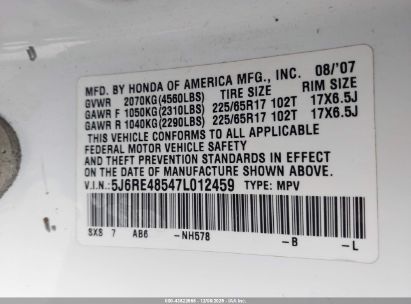 MFD. BY HONDA OF AMERICA MFG., INC. 08/'07
GVWR 2070KG(4560LBS) TIRE SIZE RIM SIZE
GAWR F 1050KG(2310LBS) 225/65R17 102T 17X6.5J
GAWR R 1040KG(2290LBS) 225/65R17 102T 17X6.5J
THIS VEHICLE CONFORMS TO ALL APPLICABLE
FEDERAL MOTOR VEHICLE SAFETY
AND THEFT PREVENTION STANDARDS IN EFFECT
ON THE DATE OF MANUFACTURE SHOWN ABOVE.
V.I.N.: 5J6RE48547L012459 TYPE: MPV
SXS 7 AB6 -NH578 -B -L